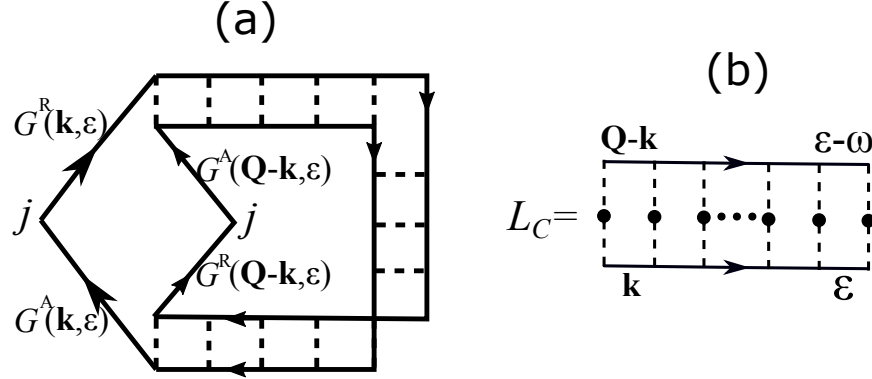 (a)
G^R(k,ε)
G^A(Q-k,ε)
j
j
G^R(Q-k,ε)
G^A(k,ε)
(b)
Q-k
ε-ω
L_C=
k
ε